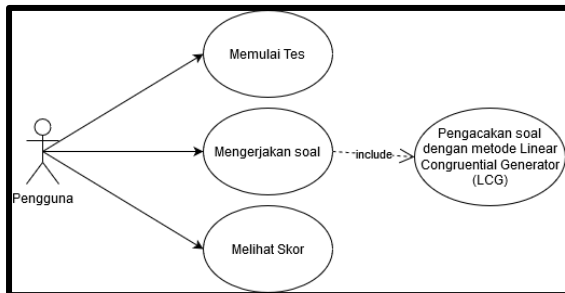 Memulai Tes
Pengguna
Mengerjakan soal
include
Pengacakan soal
dengan metode Linear
Congruential Generator
(LCG)
Melihat Skor